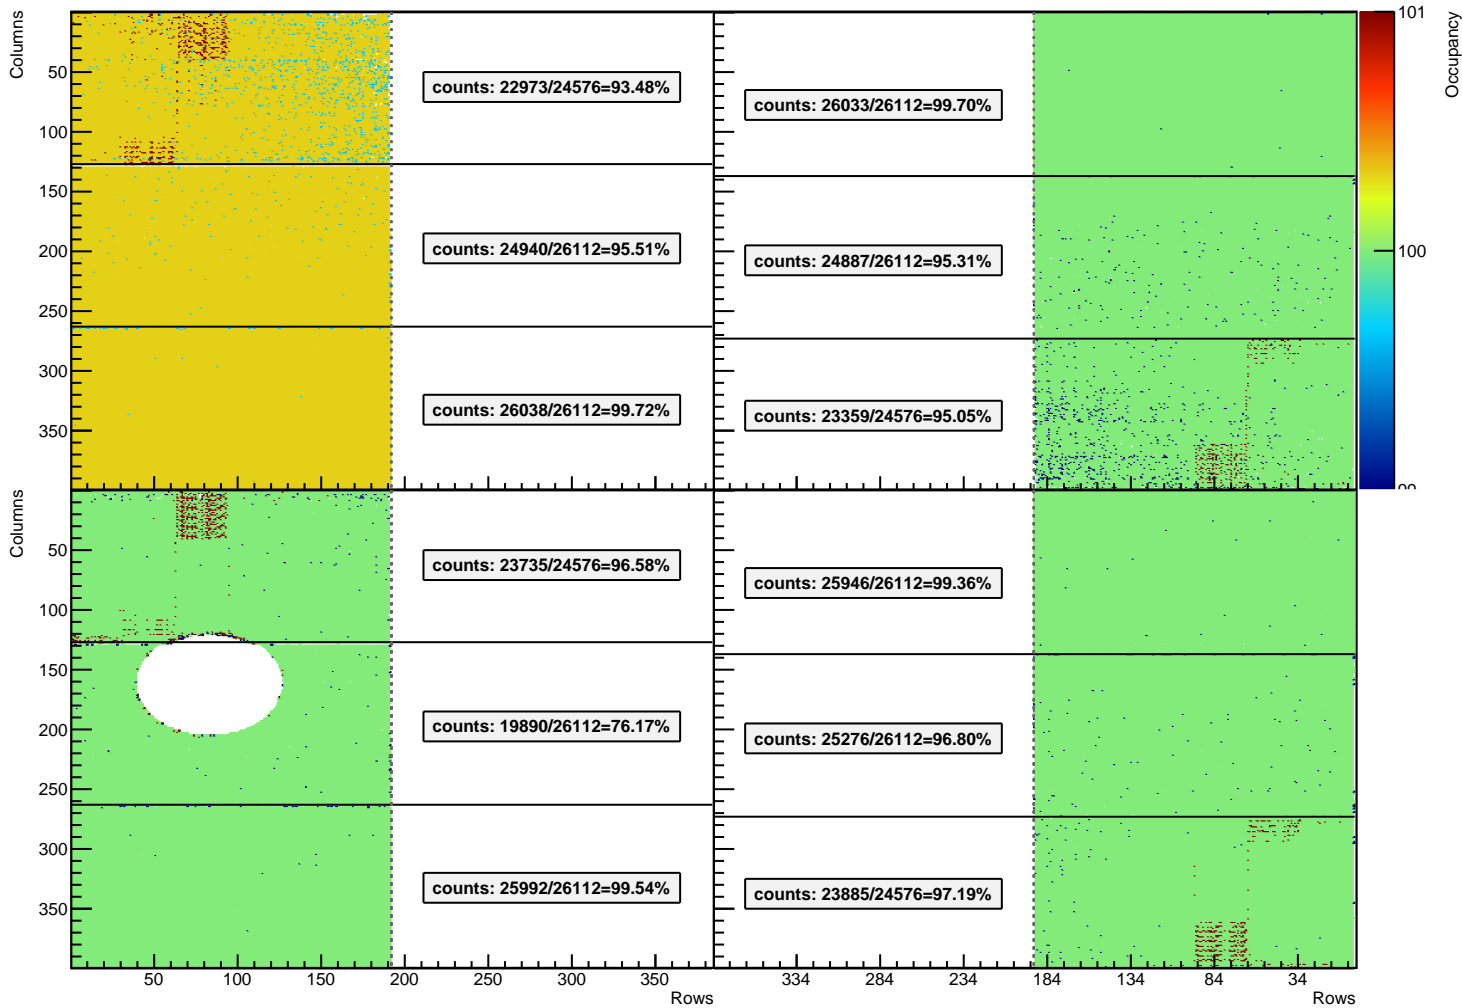 101
Occupancy
Columns
50
100
150
200
250
300
350
counts: 22973/24576=93.48%
counts: 24940/26112=95.51%
counts: 26038/26112=99.72%
counts: 26033/26112=99.70%
counts: 24887/26112=95.31%
counts: 23359/24576=95.05%
100
99
Columns
50
100
150
200
250
300
350
counts: 23735/24576=96.58%
counts: 19890/26112=76.17%
counts: 25992/26112=99.54%
counts: 25946/26112=99.36%
counts: 25276/26112=96.80%
counts: 23885/24576=97.19%
50 100 150 200 250 300 350
Rows
334 284 234 184 134 84 34
Rows